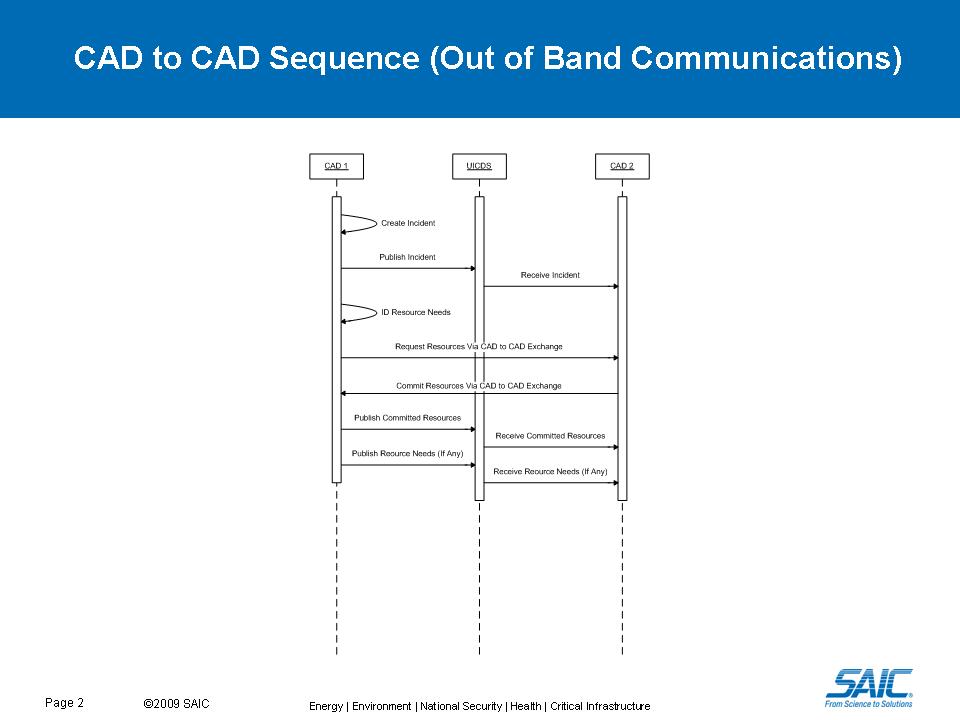 CAD to CAD Sequence (Out of Band Communications)
CAD 1
UICDS
CAD 2
Create Incident
Publish Incident
Receive Incident
ID Resource Needs
Request Resources Via CAD to CAD Exchange
Commit Resources Via CAD to CAD Exchange
Publish Committed Resources
Receive Committed Resources
Publish Reource Needs (If Any)
Receive Reource Needs (If Any)
SAIC
From Science to Solutions
Page 2
©2009 SAIC
Energy | Environment | National Security | Health | Critical Infrastructure